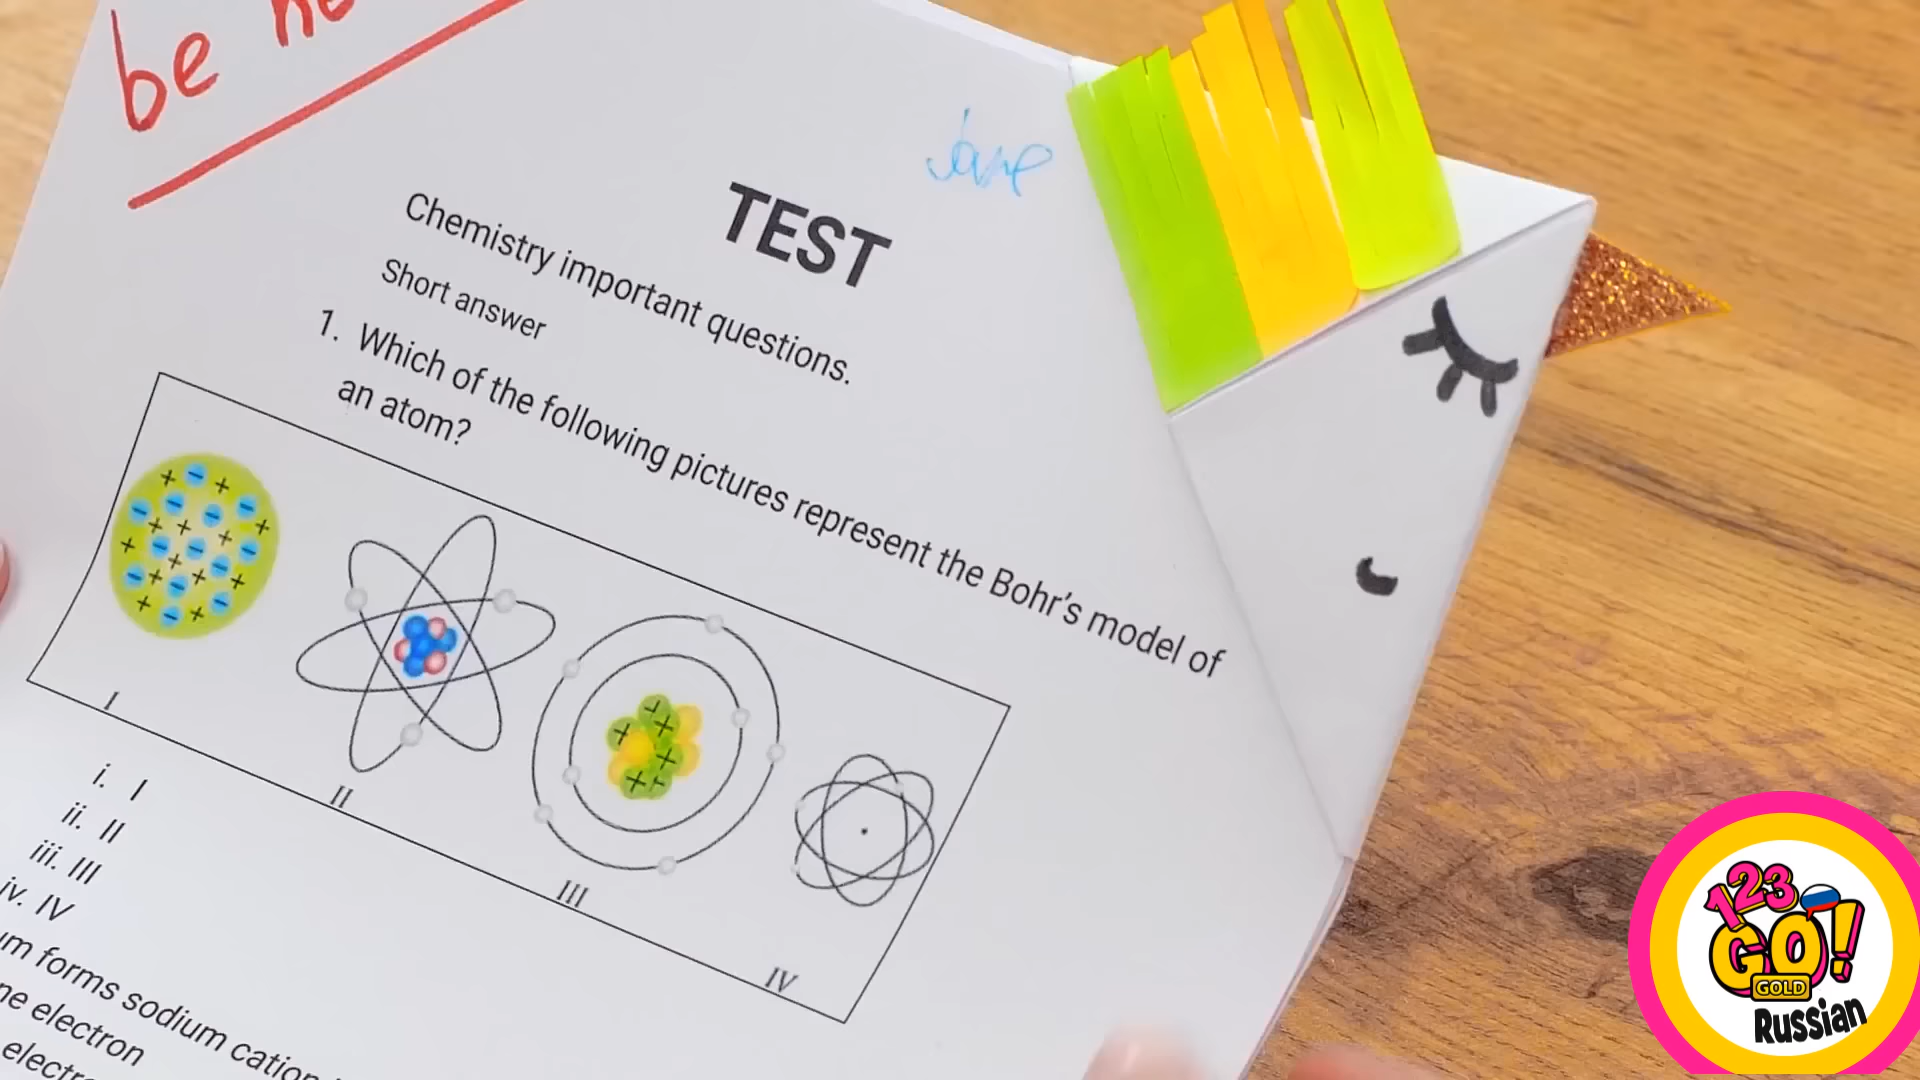 be
Jane
TEST
Chemistry important questions.
Short answer
1. Which of the following pictures represent the Bohr's model of
an atom?
I
II
III
IV
i. I
ii. II
iii. III
iv. IV
forms sodium cation
electron
123
GO!
GOLD
Russian